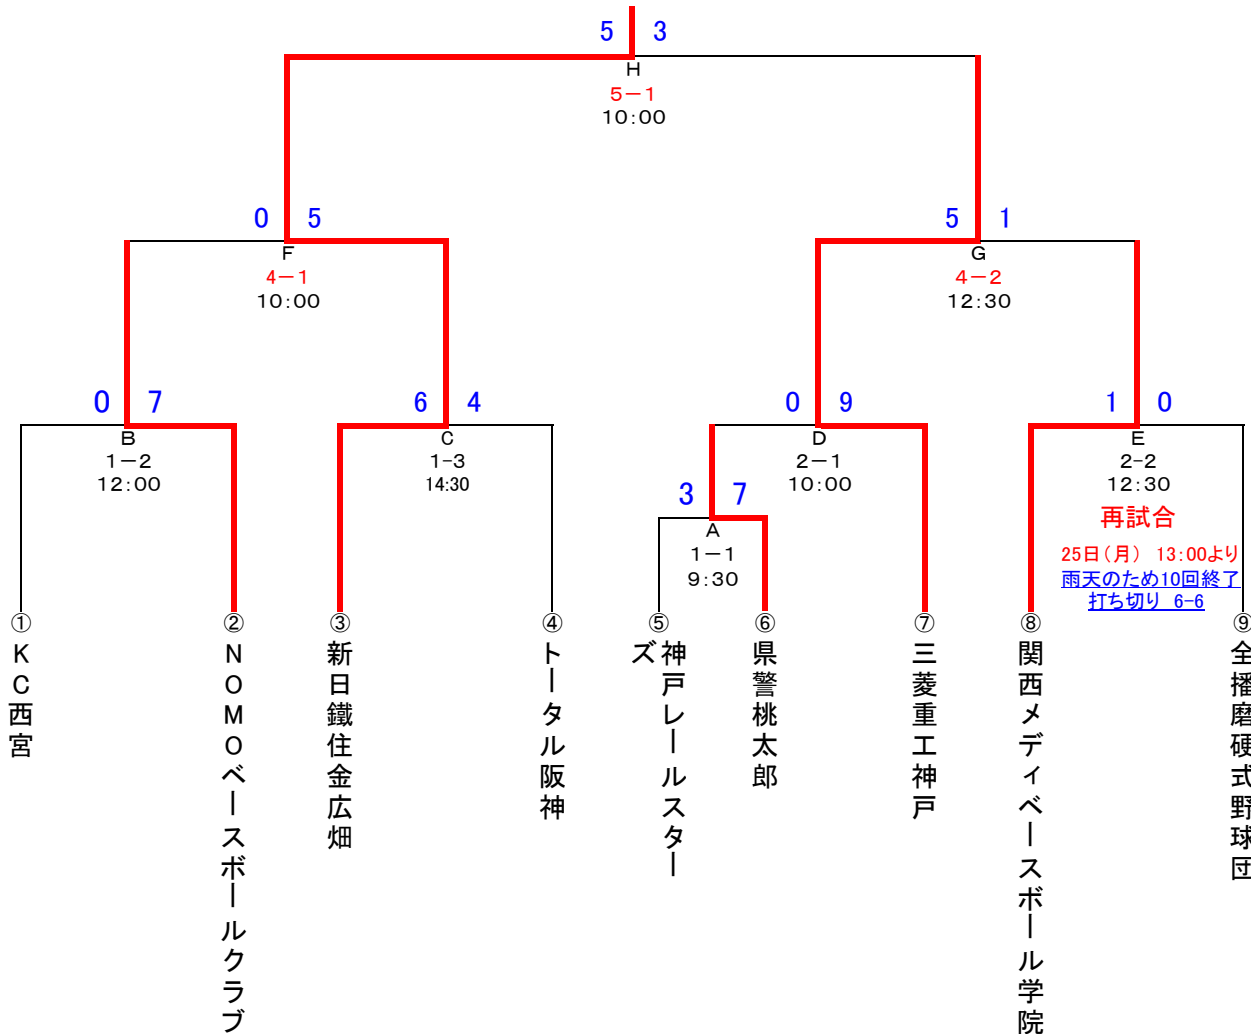 5 3
H
5-1
10:00
0 5
F
4-1
10:00
5 1
G
4-2
12:30
0 7
B
1-2
12:00
6 4
C
1-3
14:30
0 9
D
2-1
10:00
1 0
E
2-2
12:30
再試合
25日(月) 13:00より
雨天のため10回終了
打ち切り 6-6
3 7
A
1-1
9:30
①
KC西宮
②
NOMOベースボールクラブ
③
新日鐵住金広畑
④
トータル阪神
⑤
神戸レールスター
ズ
⑥
県警桃太郎
⑦
三菱重工神戸
⑧
関西メディベースボール学院
⑨
全播磨硬式野球団